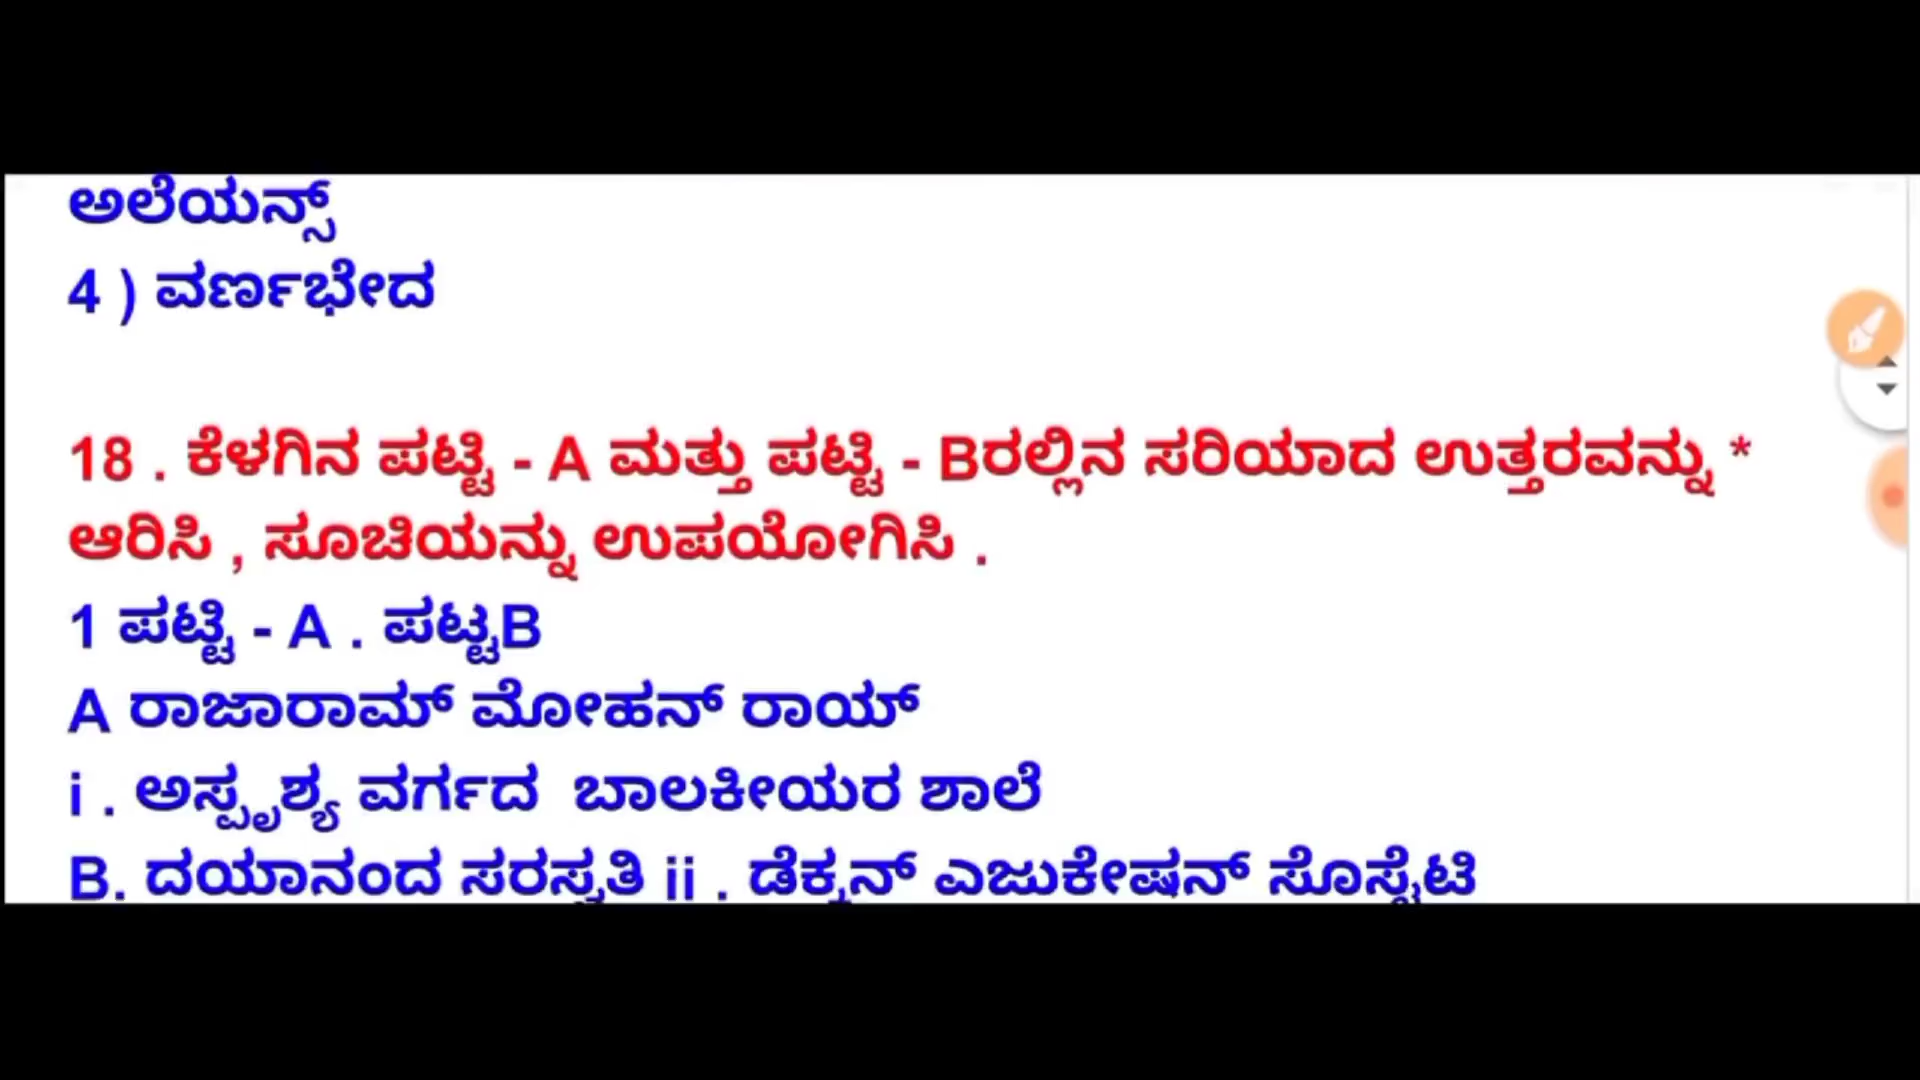 ಅಲೆಯನ್ಸ್
4 ) ವರ್ಣಭೇದ
18 . ಕೆಳಗಿನ ಪಟ್ಟಿ - A ಮತ್ತು ಪಟ್ಟಿ - Bರಲ್ಲಿನ ಸರಿಯಾದ ಉತ್ತರವನ್ನು *
ಆರಿಸಿ , ಸೂಚಿಯನ್ನು ಉಪಯೋಗಿಸಿ .
1 ಪಟ್ಟಿ - A . ಪಟ್ಟB
A ರಾಜಾರಾಮ್ ಮೋಹನ್ ರಾಯ್
i . ಅಸ್ಪೃಶ್ಯ ವರ್ಗದ ಬಾಲಕೀಯರ ಶಾಲೆ
B. ದಯಾನಂದ ಸರಸ್ವತಿ ii . ಡೆಕ್ಕನ್ ಎಜುಕೇಷನ್ ಸೊಸೈಟಿ